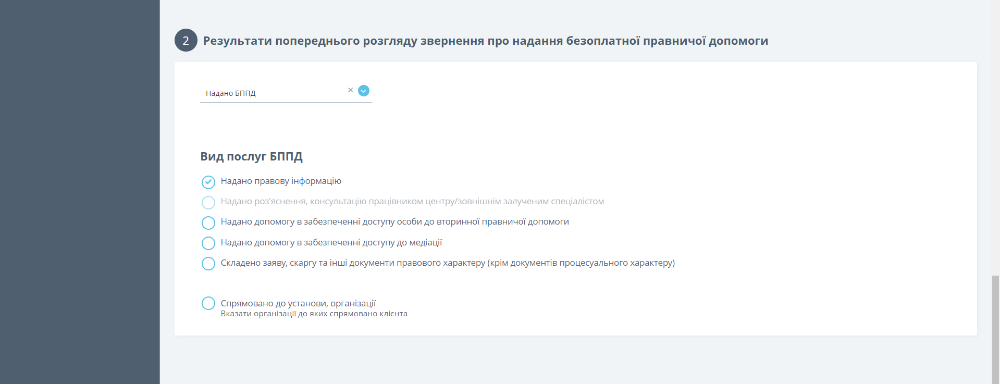 2 Результати попереднього розгляду звернення про надання безоплатної правничої допомоги
Надано БППД ×
Вид послуг БППД
Надано правову інформацію
Надано роз'яснення, консультацію працівником центру/зовнішнім залученим спеціалістом
Надано допомогу в забезпеченні доступу особи до вторинної правничої допомоги
Надано допомогу в забезпеченні доступу до медіації
Складено заяву, скаргу та інші документи правового характеру (крім документів процесуального характеру)
Спрямовано до установи, організації
Вказати організації до яких спрямовано клієнта